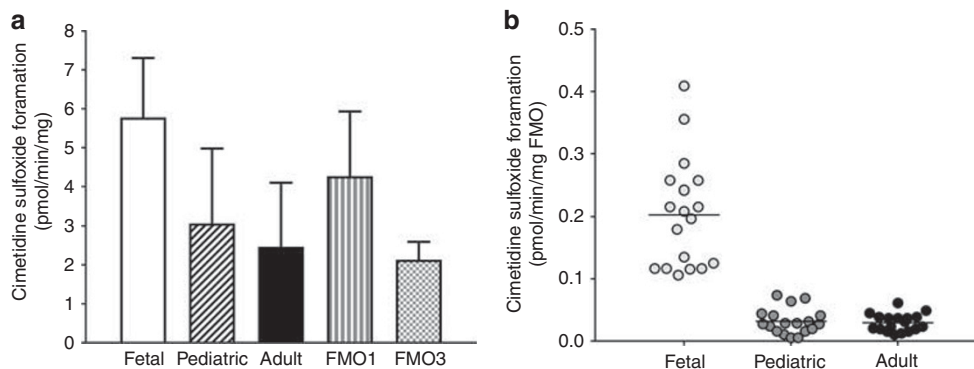 a
Cimetidine sulfoxide foramation
(pmol/min/mg)
8
7
6
5
4
3
2
1
0
Fetal Pediatric Adult FMO1 FMO3
b
Cimetidine sulfoxide foramation
(pmol/min/mg FMO)
0.5
0.4
0.3
0.2
0.1
0.0
Fetal Pediatric Adult